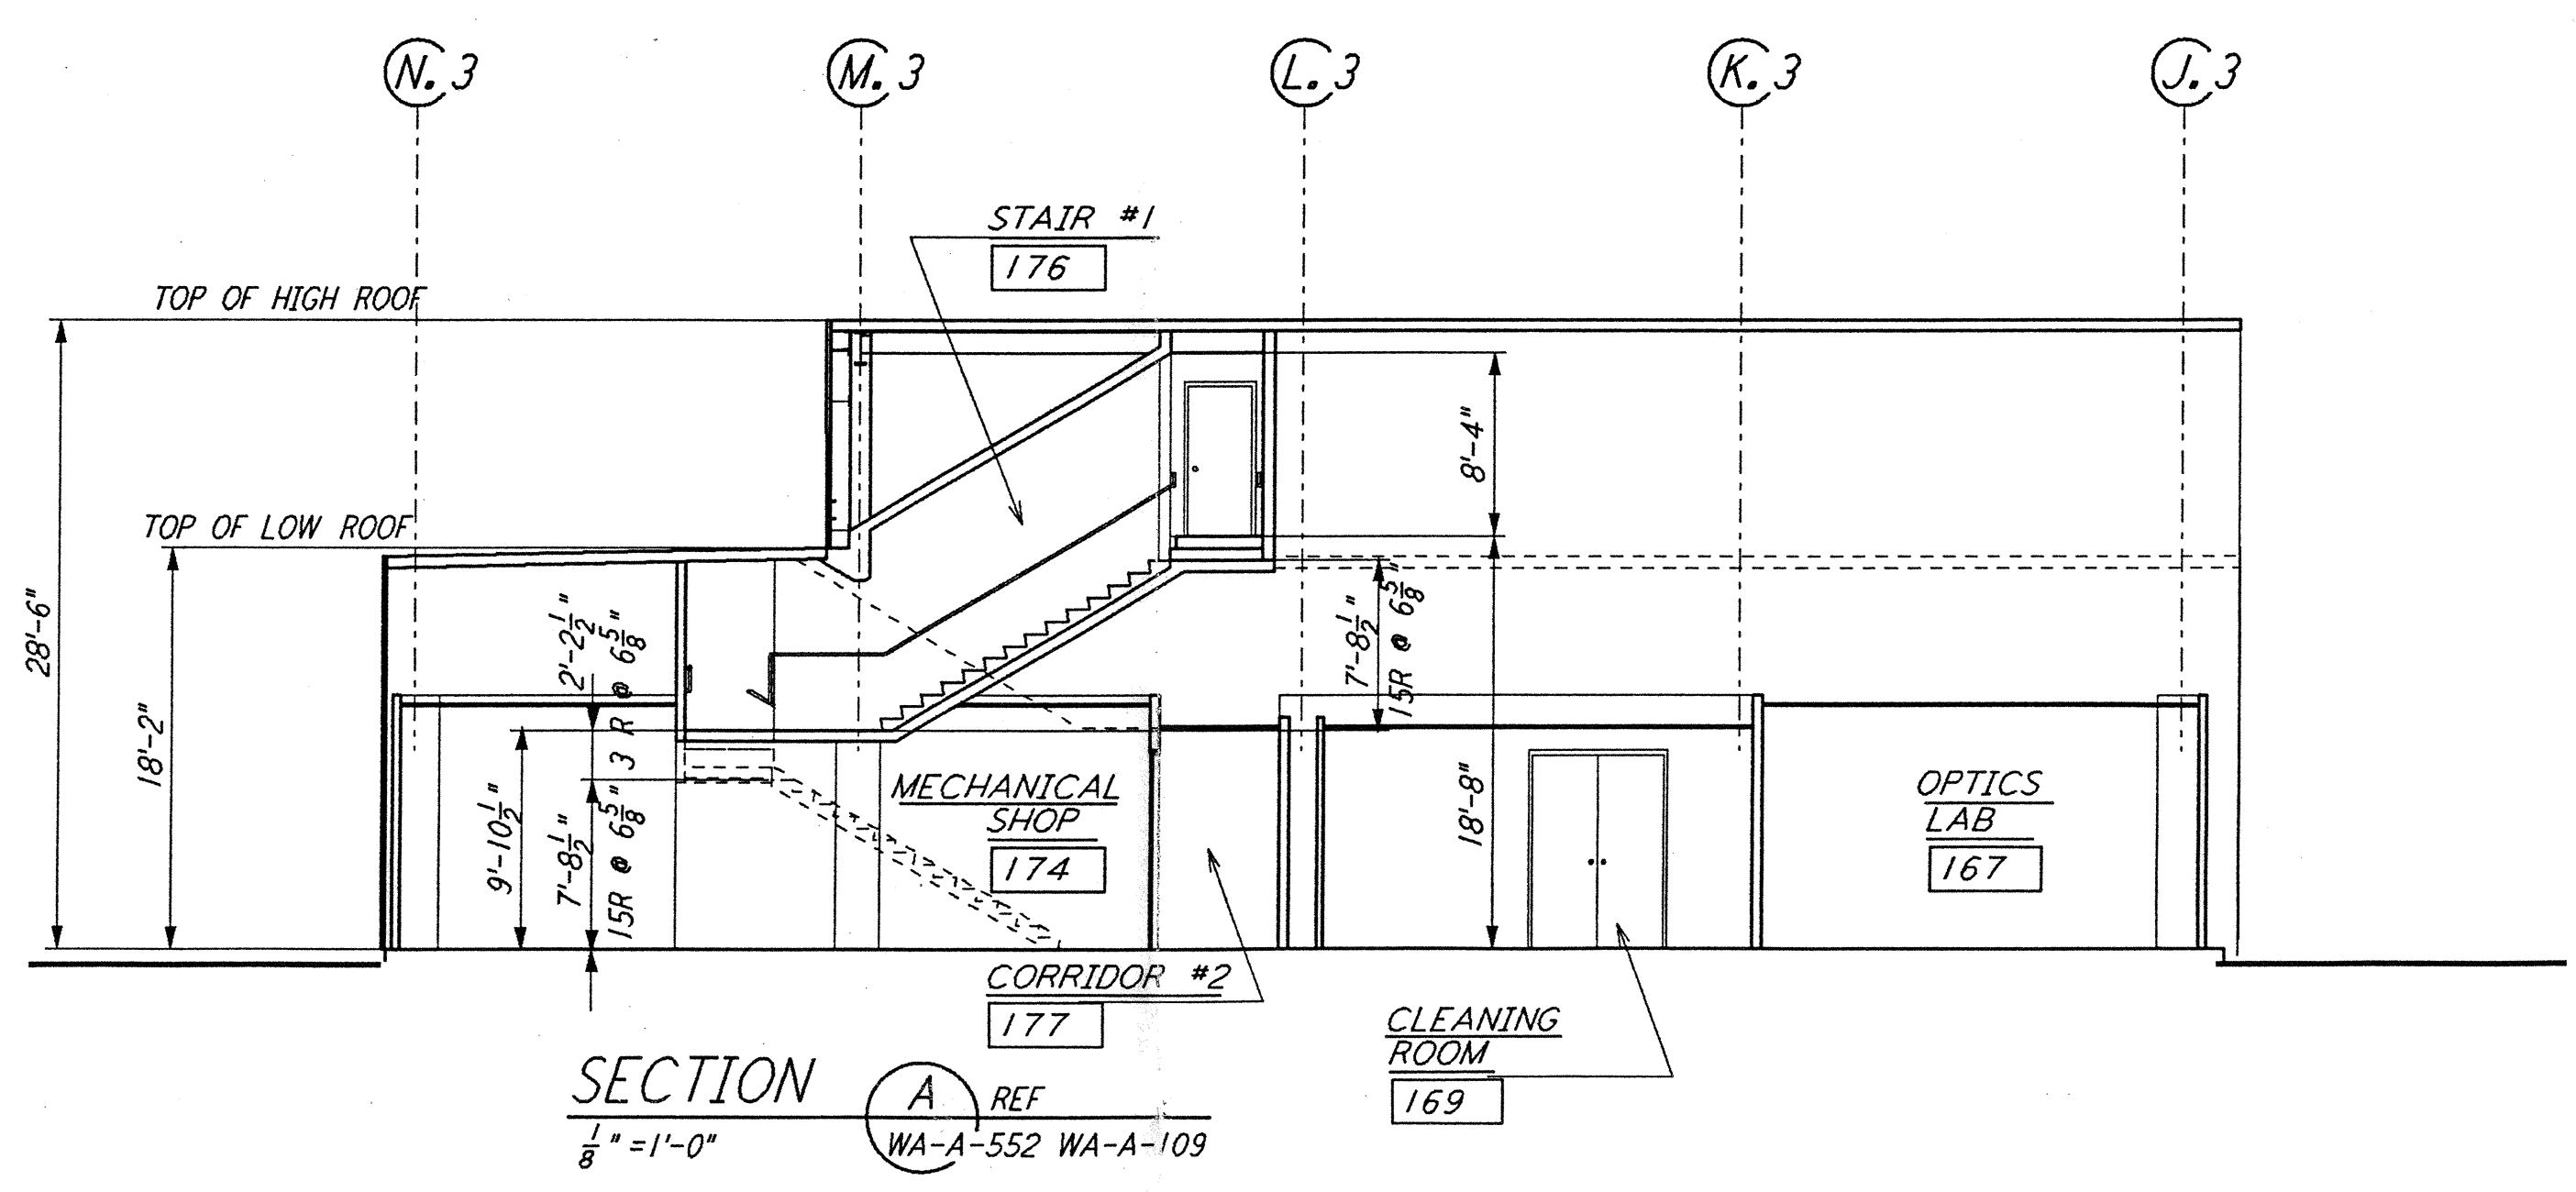 N.3
M.3
L.3
K.3
J.3
STAIR #1
176
TOP OF HIGH ROOF
TOP OF LOW ROOF
28'-6"
18'-2"
9'-10 1/2"
2'-2 1/2"
3 R @ 6 5/8"
7'-8 1/2"
15R @ 6 5/8"
8'-4"
7'-8 1/2"
15R @ 6 5/8"
18'-8"
MECHANICAL
SHOP
174
OPTICS
LAB
167
CORRIDOR #2
177
CLEANING
ROOM
169
SECTION
A
REF
1/8" =1'-0"
WA-A-552 WA-A-109